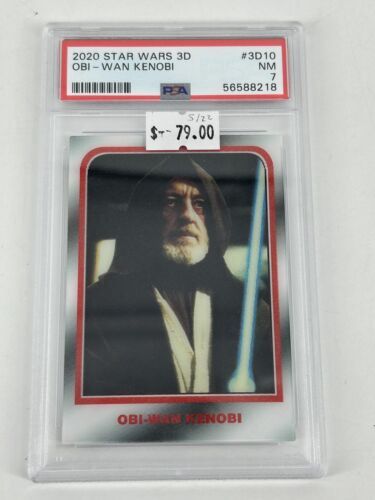 2020 STAR WARS 3D #3D10
OBI-WAN KENOBI NM
PSA 7
56588218
5/22
$-- 79.00
OBI-WAN KENOBI